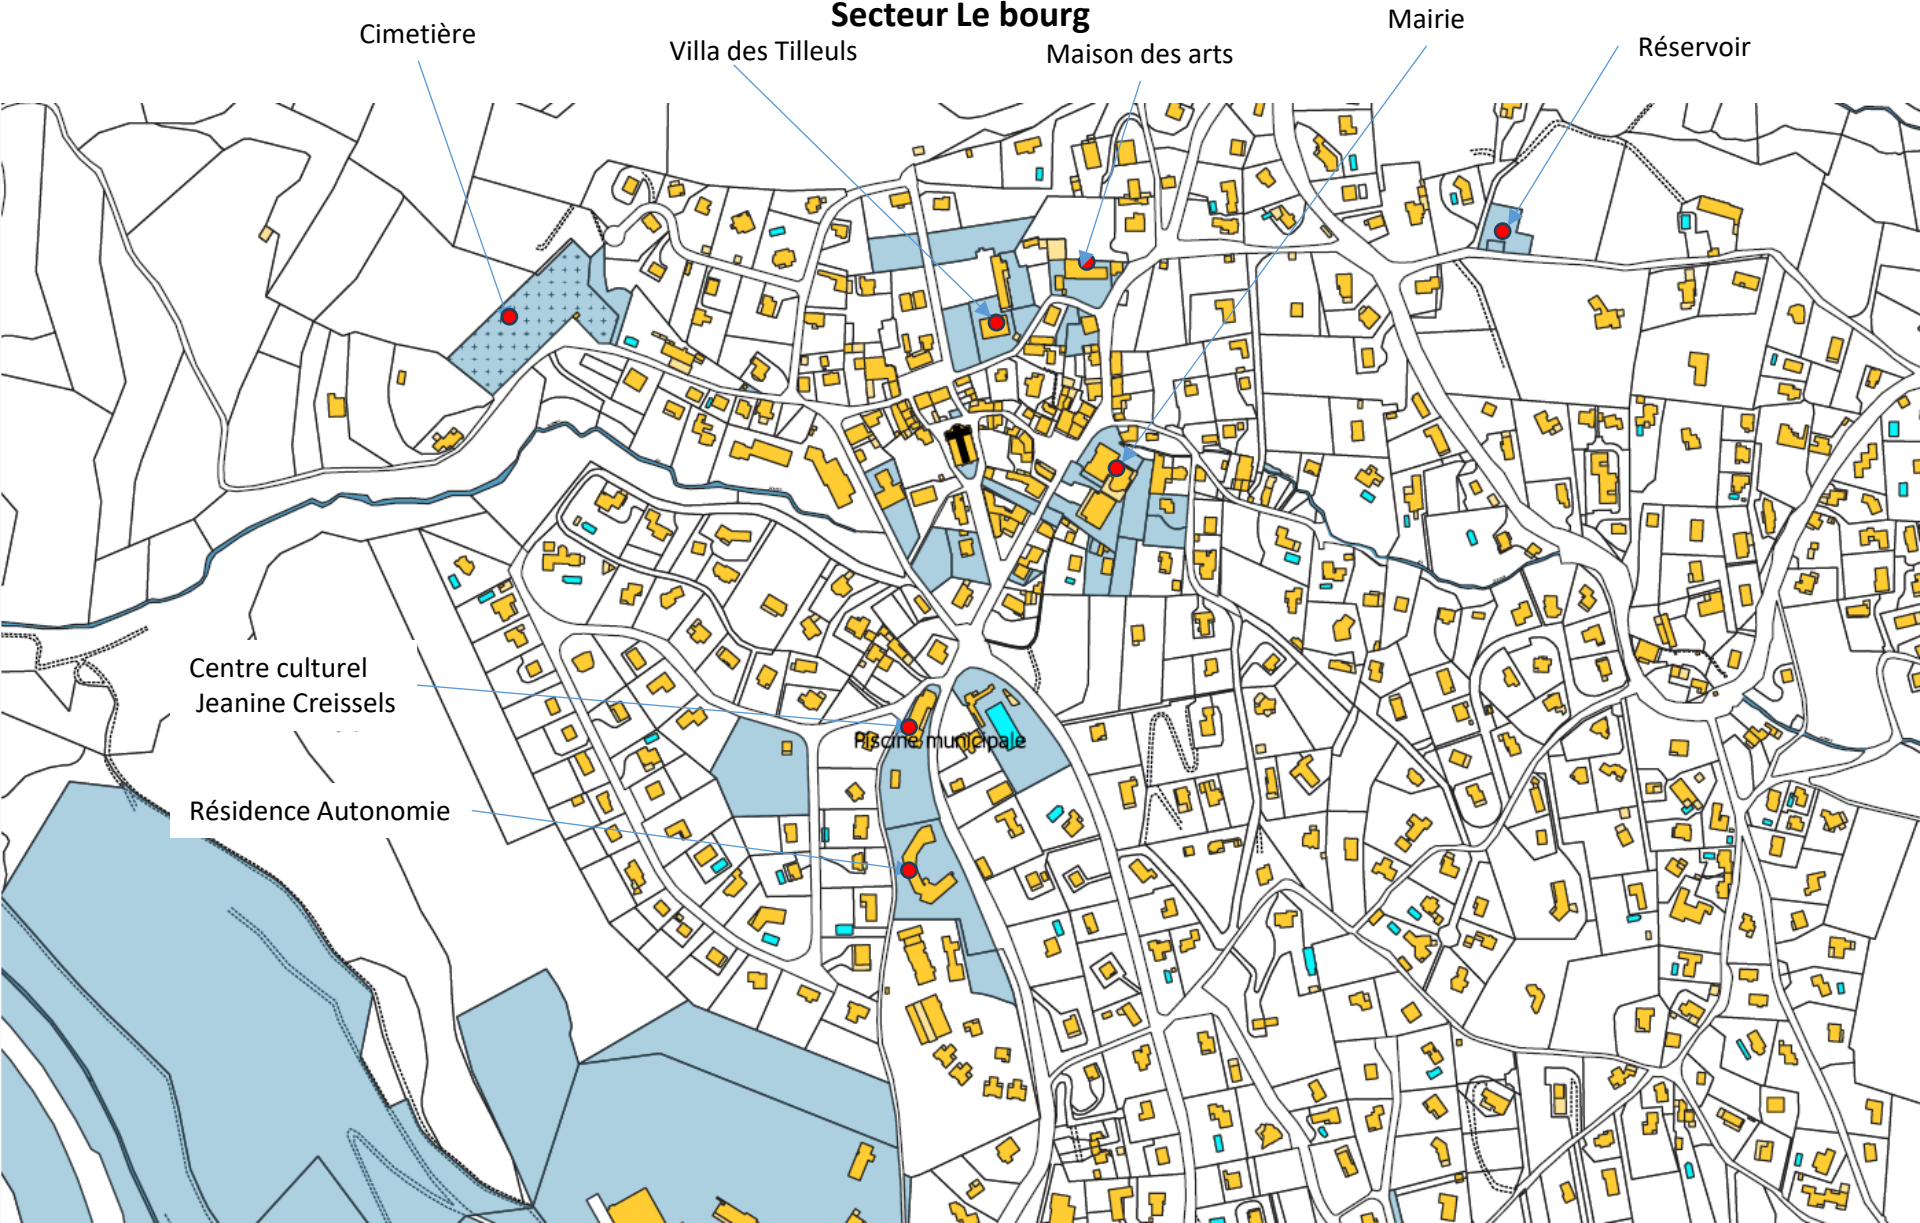 Secteur Le bourg
Cimetière
Villa des Tilleuls
Maison des arts
Mairie
Réservoir
Centre culturel
Jeanine Creissels
Piscine municipale
Résidence Autonomie